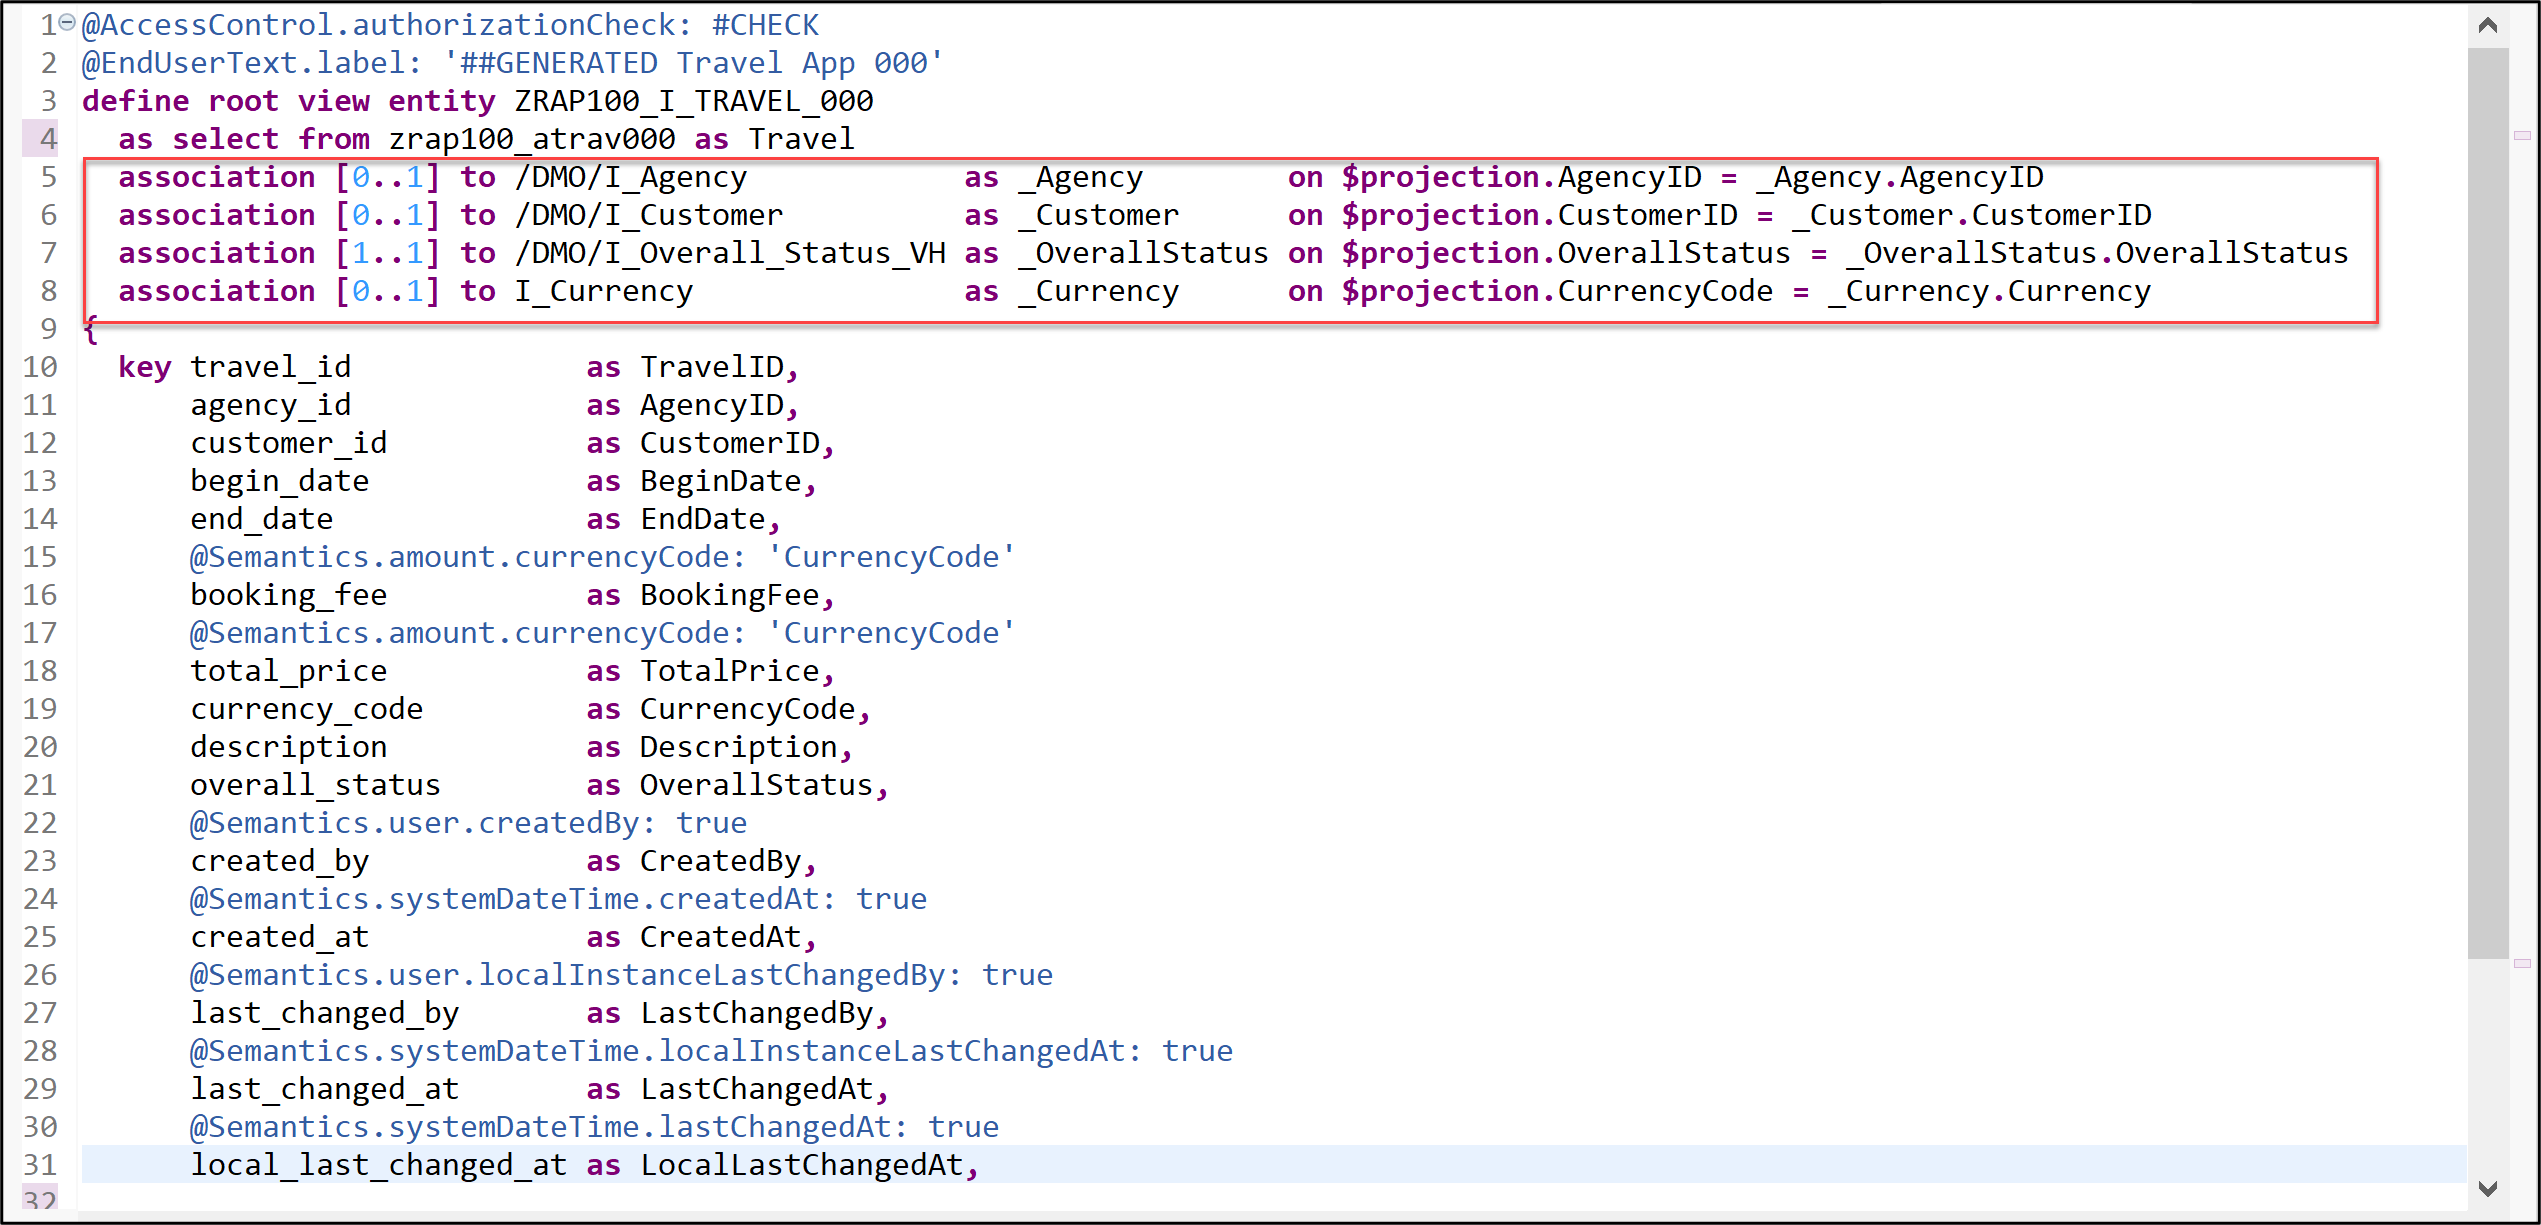 1 @AccessControl.authorizationCheck: #CHECK
2 @EndUserText.label: '##GENERATED Travel App 000'
3 define root view entity ZRAP100_I_TRAVEL_000
4   as select from zrap100_atrav000 as Travel
5   association [0..1] to /DMO/I_Agency            as _Agency        on $projection.AgencyID = _Agency.AgencyID
6   association [0..1] to /DMO/I_Customer          as _Customer      on $projection.CustomerID = _Customer.CustomerID
7   association [1..1] to /DMO/I_Overall_Status_VH as _OverallStatus on $projection.OverallStatus = _OverallStatus.OverallStatus
8   association [0..1] to I_Currency               as _Currency      on $projection.CurrencyCode = _Currency.Currency
9 {
10   key travel_id             as TravelID,
11       agency_id             as AgencyID,
12       customer_id           as CustomerID,
13       begin_date            as BeginDate,
14       end_date              as EndDate,
15       @Semantics.amount.currencyCode: 'CurrencyCode'
16       booking_fee           as BookingFee,
17       @Semantics.amount.currencyCode: 'CurrencyCode'
18       total_price           as TotalPrice,
19       currency_code         as CurrencyCode,
20       description           as Description,
21       overall_status        as OverallStatus,
22       @Semantics.user.createdBy: true
23       created_by            as CreatedBy,
24       @Semantics.systemDateTime.createdAt: true
25       created_at            as CreatedAt,
26       @Semantics.user.localInstanceLastChangedBy: true
27       last_changed_by       as LastChangedBy,
28       @Semantics.systemDateTime.localInstanceLastChangedAt: true
29       last_changed_at       as LastChangedAt,
30       @Semantics.systemDateTime.lastChangedAt: true
31       local_last_changed_at as LocalLastChangedAt,
32